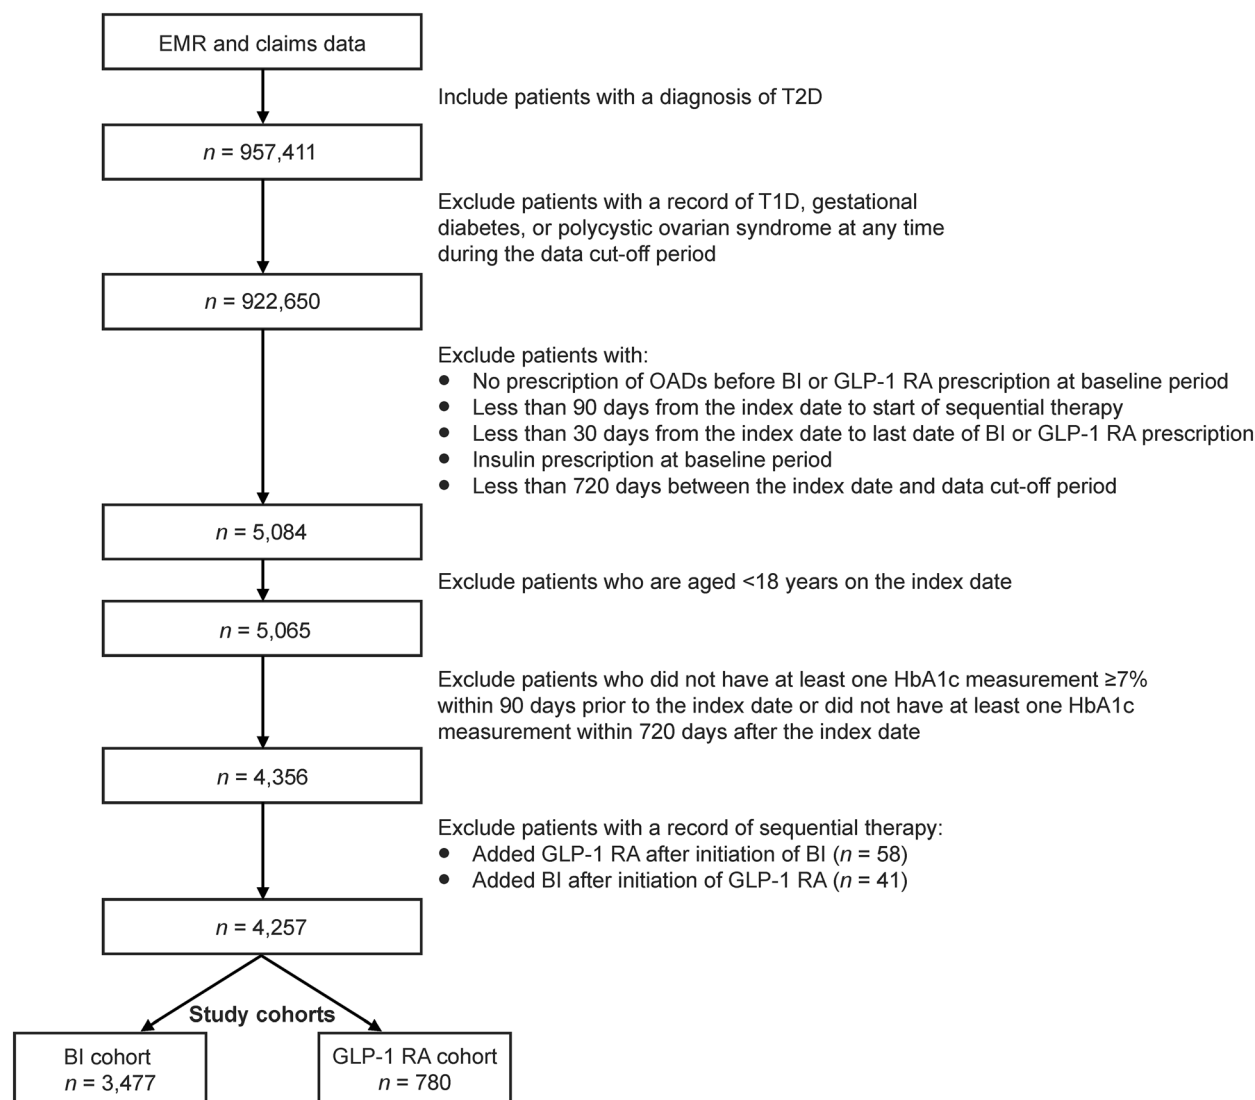 EMR and claims data
Include patients with a diagnosis of T2D
n = 957,411
Exclude patients with a record of T1D, gestational
diabetes, or polycystic ovarian syndrome at any time
during the data cut-off period
n = 922,650
Exclude patients with:
● No prescription of OADs before BI or GLP-1 RA prescription at baseline period
● Less than 90 days from the index date to start of sequential therapy
● Less than 30 days from the index date to last date of BI or GLP-1 RA prescription
● Insulin prescription at baseline period
● Less than 720 days between the index date and data cut-off period
n = 5,084
Exclude patients who are aged <18 years on the index date
n = 5,065
Exclude patients who did not have at least one HbA1c measurement ≥7%
within 90 days prior to the index date or did not have at least one HbA1c
measurement within 720 days after the index date
n = 4,356
Exclude patients with a record of sequential therapy:
● Added GLP-1 RA after initiation of BI (n = 58)
● Added BI after initiation of GLP-1 RA (n = 41)
n = 4,257
Study cohorts
BI cohort
n = 3,477
GLP-1 RA cohort
n = 780